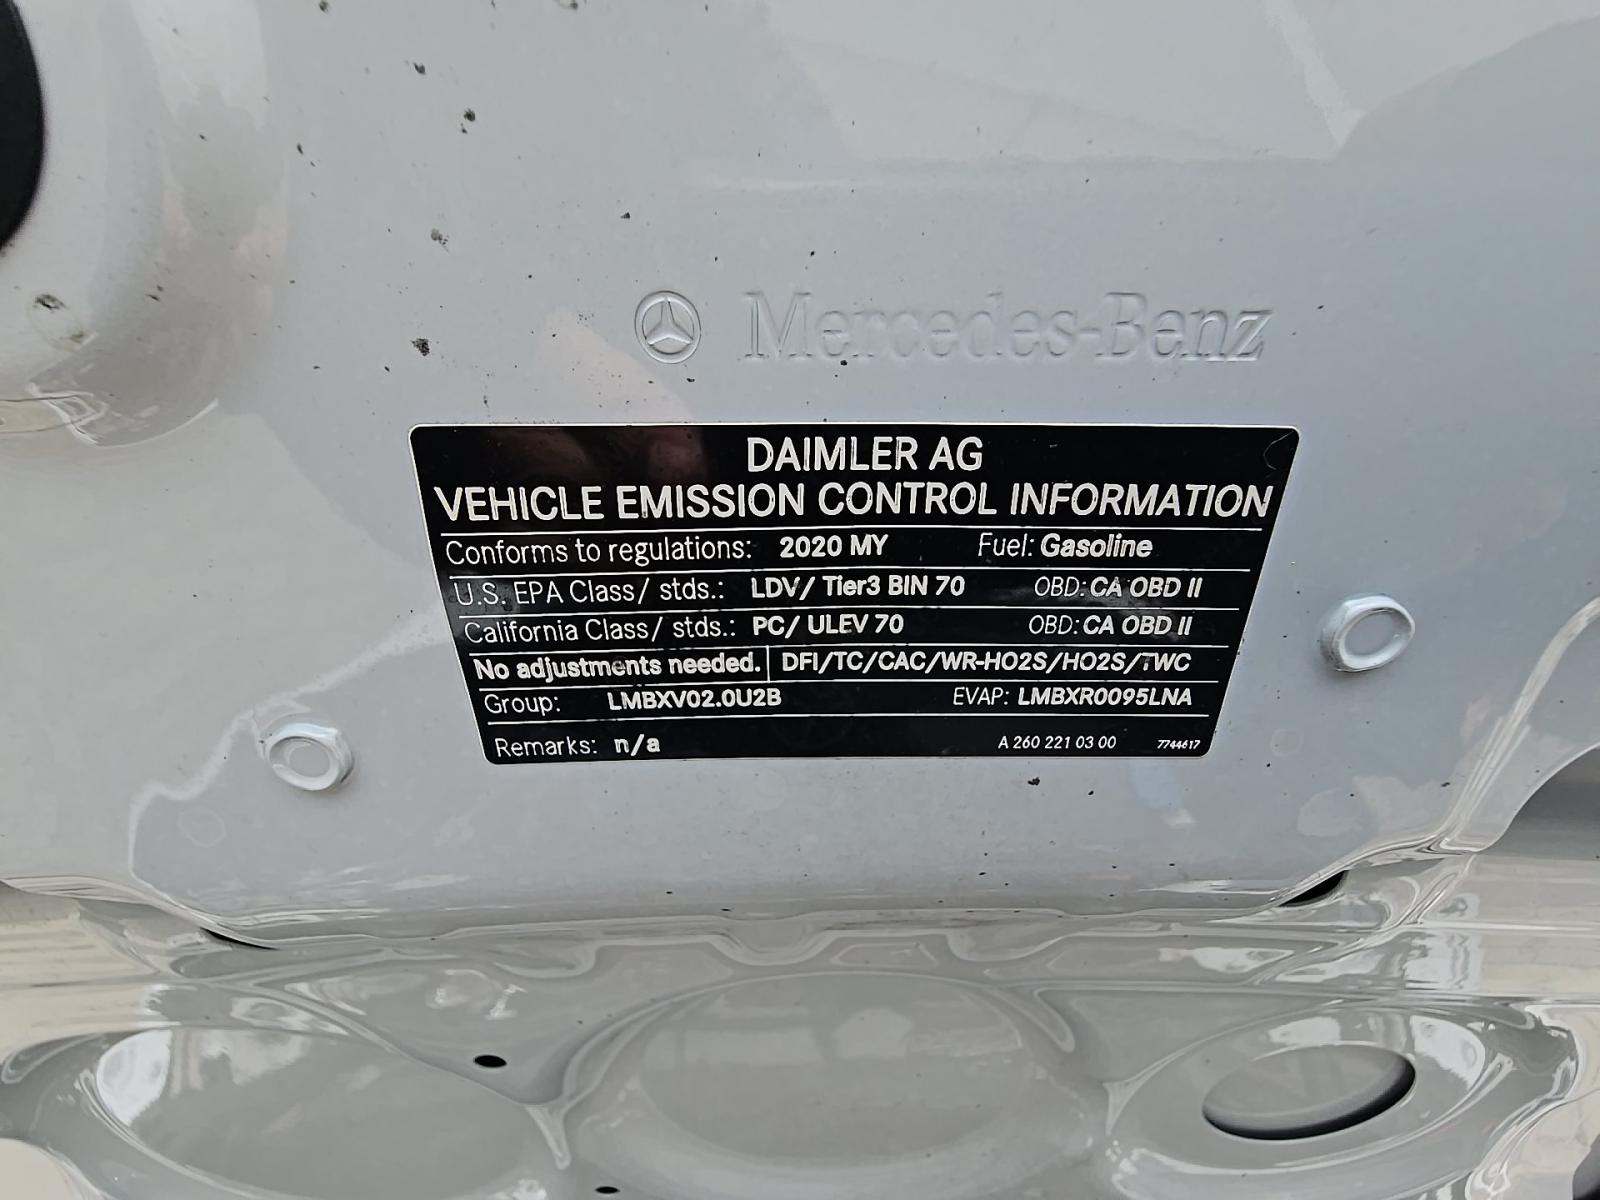 Mercedes-Benz
DAIMLER AG
VEHICLE EMISSION CONTROL INFORMATION
Conforms to regulations: 2020 MY Fuel: Gasoline
U.S. EPA Class/ stds.: LDV/ Tier3 BIN 70 OBD: CA OBD II
California Class/ stds.: PC/ ULEV 70 OBD: CA OBD II
No adjustments needed. DFI/TC/CAC/WR-HO2S/HO2S/TWC
Group: LMBXV02.0U2B EVAP: LMBXR0095LNA
Remarks: n/a A 260 221 03 00 7744617